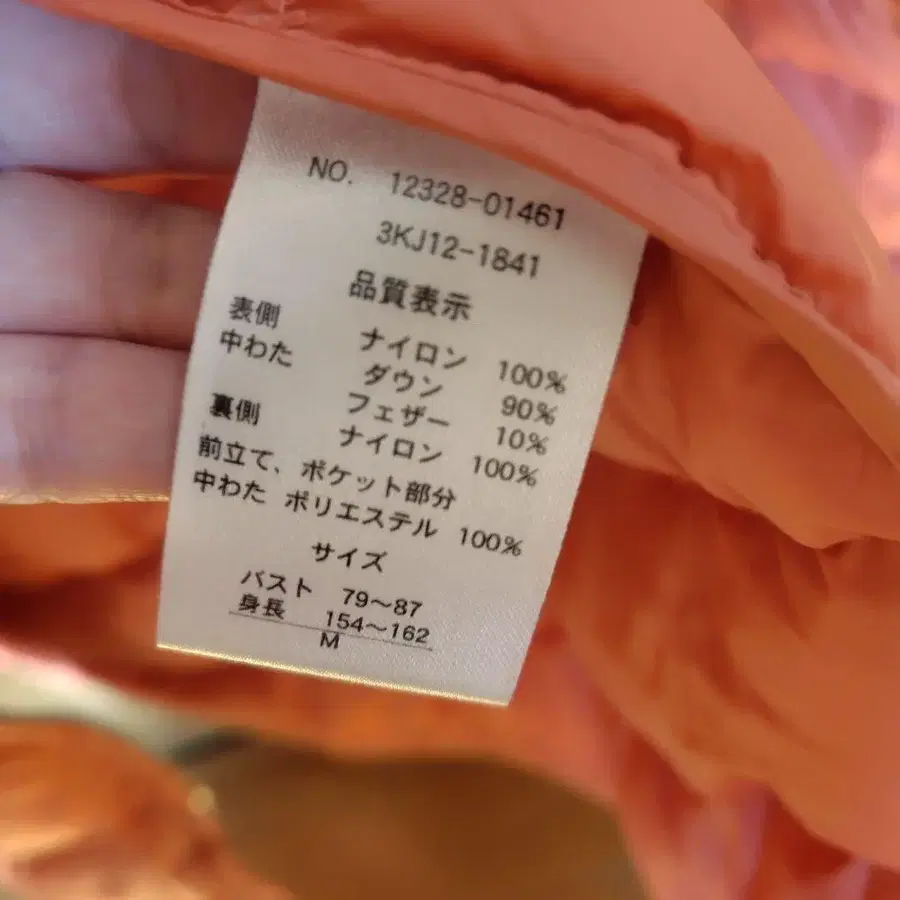 NO. 12328-01461
3KJ12-1841
品質表示
表側 ナイロン 100%
中わた ダウン 90%
フェザー 10%
裏側 ナイロン 100%
前立て、ポケット部分
中わた ポリエステル 100%
サイズ
バスト 79～87
身長 154～162
M